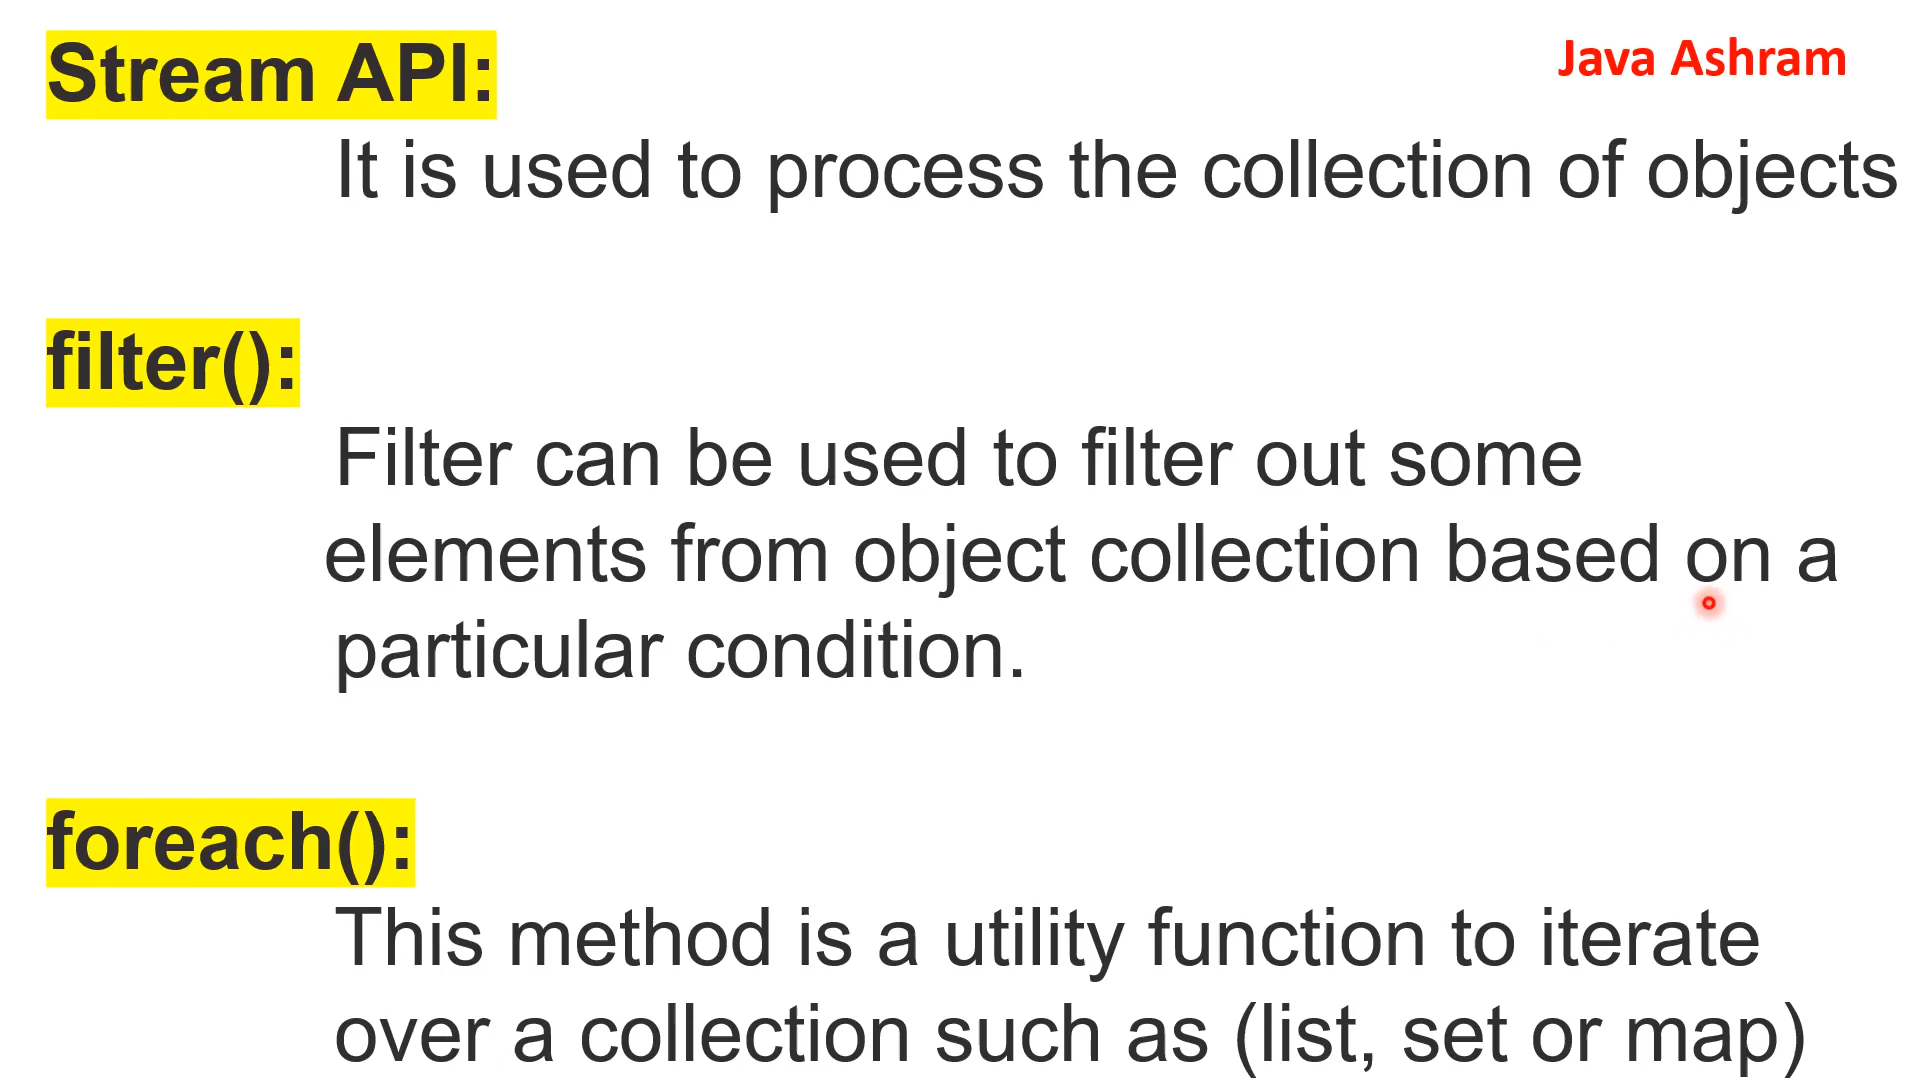 Stream API:
Java Ashram
It is used to process the collection of objects
filter():
Filter can be used to filter out some
elements from object collection based on a
particular condition.
foreach():
This method is a utility function to iterate
over a collection such as (list, set or map)